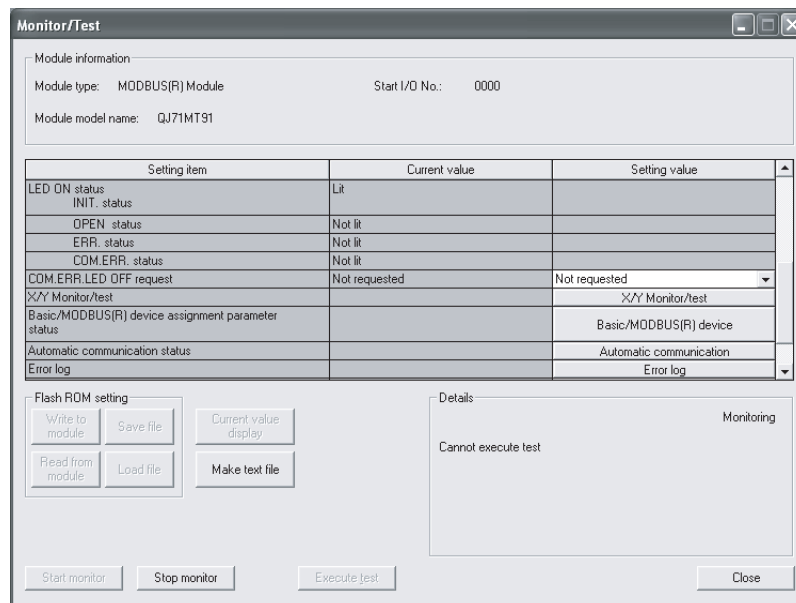 Monitor/Test
Module information
Module type: MODBUS(R) Module Start I/O No.: 0000
Module model name: QJ71MT91
Setting item Current value Setting value
LED ON status Lit
INIT. status
OPEN status Not lit
ERR. status Not lit
COM.ERR. status Not lit
COM.ERR.LED OFF request Not requested Not requested
X/Y Monitor/test X/Y Monitor/test
Basic/MODBUS(R) device assignment parameter
status Basic/MODBUS(R) device
Automatic communication status Automatic communication
Error log Error log
Flash ROM setting
Write to
module
Save file
Current value
display
Read from
module
Load file
Make text file
Details
Monitoring
Cannot execute test
Start monitor Stop monitor Execute test Close